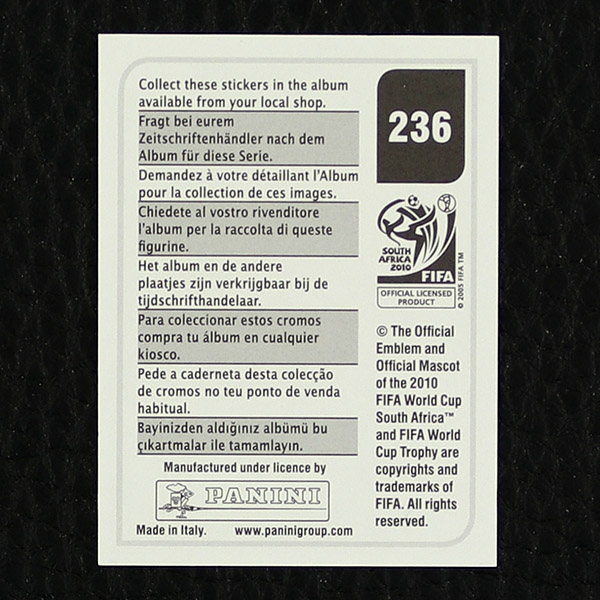 Collect these stickers in the album
available from your local shop.
Fragt bei eurem
Zeitschriftenhändler nach dem
Album für diese Serie.
Demandez à votre détaillant l'Album
pour la collection de ces images.
Chiedete al vostro rivenditore
l'album per la raccolta di queste
figurine.
Het album en de andere
plaatjes zijn verkrijgbaar bij de
tijdschrifthandelaar.
Para coleccionar estos cromos
compra tu álbum en cualquier
kiosco.
Pede a caderneta desta colecção
de cromos no teu ponto de venda
habitual.
Bayinizden aldığınız albümü bu
çıkartmalar ile tamamlayın.
Manufactured under licence by
PANINI
Made in Italy. www.paninigroup.com
236
SOUTH
AFRICA
2010
FIFA
OFFICIAL LICENSED
PRODUCT
© 2005 FIFA TM
© The Official
Emblem and
Official Mascot
of the 2010
FIFA World Cup
South Africa™
and FIFA World
Cup Trophy are
copyrights and
trademarks of
FIFA. All rights
reserved.